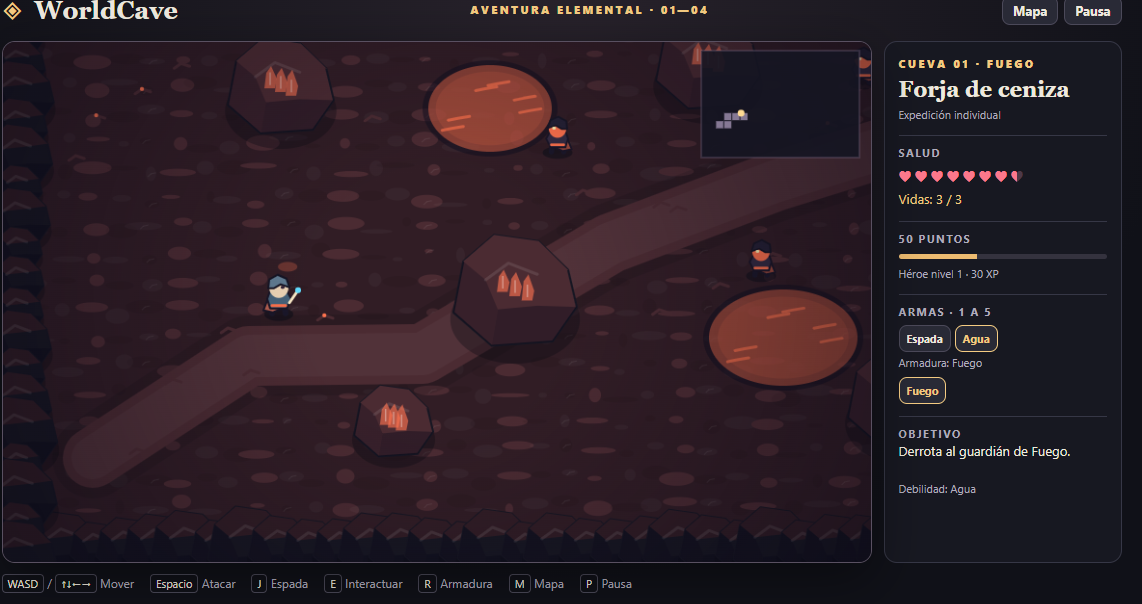 WorldCave
AVENTURA ELEMENTAL · 01—04
Mapa
Pausa
CUEVA 01 · FUEGO
Forja de ceniza
Expedición individual
SALUD
Vidas: 3 / 3
50 PUNTOS
Héroe nivel 1 · 30 XP
ARMAS · 1 A 5
Espada
Agua
Armadura: Fuego
Fuego
OBJETIVO
Derrota al guardián de Fuego.
Debilidad: Agua
WASD / ↑↓←→ Mover Espacio Atacar J Espada E Interactuar R Armadura M Mapa P Pausa